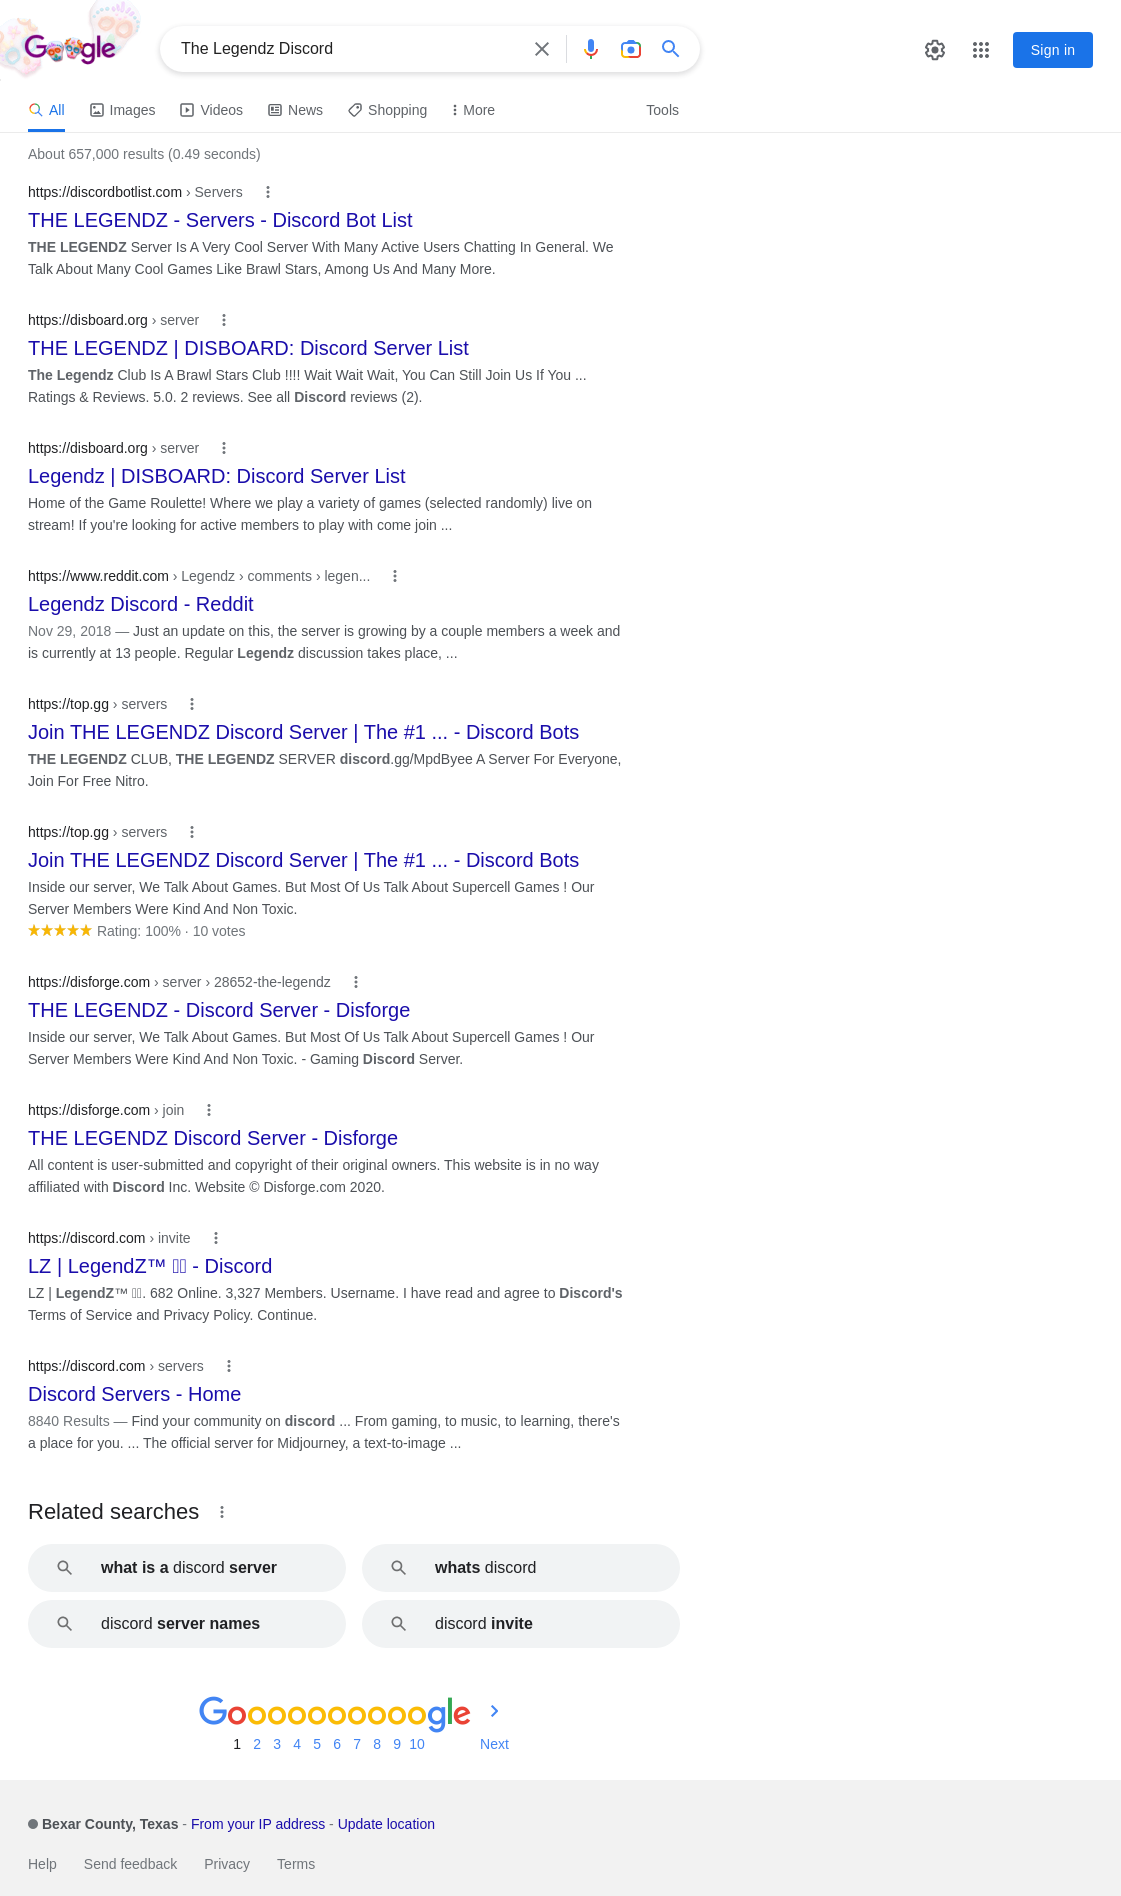 Google
The Legendz Discord
Sign in
All
Images
Videos
News
Shopping
More
Tools
About 657,000 results (0.49 seconds)
https://discordbotlist.com › Servers
THE LEGENDZ - Servers - Discord Bot List
THE LEGENDZ Server Is A Very Cool Server With Many Active Users Chatting In General. We
Talk About Many Cool Games Like Brawl Stars, Among Us And Many More.
https://disboard.org › server
THE LEGENDZ | DISBOARD: Discord Server List
The Legendz Club Is A Brawl Stars Club !!!! Wait Wait Wait, You Can Still Join Us If You ...
Ratings & Reviews. 5.0. 2 reviews. See all Discord reviews (2).
https://disboard.org › server
Legendz | DISBOARD: Discord Server List
Home of the Game Roulette! Where we play a variety of games (selected randomly) live on
stream! If you're looking for active members to play with come join ...
https://www.reddit.com › Legendz › comments › legen...
Legendz Discord - Reddit
Nov 29, 2018 — Just an update on this, the server is growing by a couple members a week and
is currently at 13 people. Regular Legendz discussion takes place, ...
https://top.gg › servers
Join THE LEGENDZ Discord Server | The #1 ... - Discord Bots
THE LEGENDZ CLUB, THE LEGENDZ SERVER discord.gg/MpdByee A Server For Everyone,
Join For Free Nitro.
https://top.gg › servers
Join THE LEGENDZ Discord Server | The #1 ... - Discord Bots
Inside our server, We Talk About Games. But Most Of Us Talk About Supercell Games ! Our
Server Members Were Kind And Non Toxic.
Rating: 100% · 10 votes
https://disforge.com › server › 28652-the-legendz
THE LEGENDZ - Discord Server - Disforge
Inside our server, We Talk About Games. But Most Of Us Talk About Supercell Games ! Our
Server Members Were Kind And Non Toxic. - Gaming Discord Server.
https://disforge.com › join
THE LEGENDZ Discord Server - Disforge
All content is user-submitted and copyright of their original owners. This website is in no way
affiliated with Discord Inc. Website © Disforge.com 2020.
https://discord.com › invite
LZ | LegendZ™ - Discord
LZ | LegendZ™. 682 Online. 3,327 Members. Username. I have read and agree to Discord's
Terms of Service and Privacy Policy. Continue.
https://discord.com › servers
Discord Servers - Home
8840 Results — Find your community on discord ... From gaming, to music, to learning, there's
a place for you. ... The official server for Midjourney, a text-to-image ...
Related searches
what is a discord server
whats discord
discord server names
discord invite
Goooooooooogle
1 2 3 4 5 6 7 8 9 10 Next
Bexar County, Texas - From your IP address - Update location
Help
Send feedback
Privacy
Terms